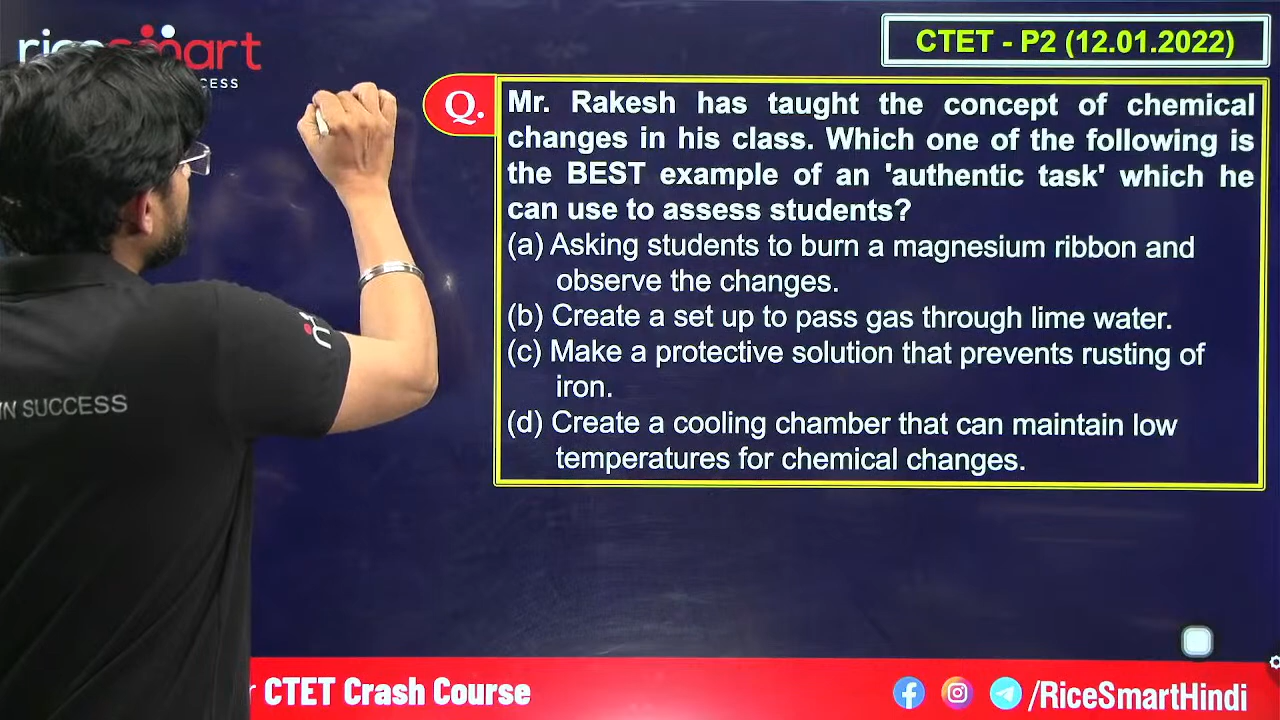 CESS
CTET - P2 (12.01.2022)
Q. Mr. Rakesh has taught the concept of chemical
changes in his class. Which one of the following is
the BEST example of an 'authentic task' which he
can use to assess students?
(a) Asking students to burn a magnesium ribbon and
observe the changes.
(b) Create a set up to pass gas through lime water.
(c) Make a protective solution that prevents rusting of
iron.
(d) Create a cooling chamber that can maintain low
temperatures for chemical changes.
IN SUCCESS
CTET Crash Course
/RiceSmartHindi